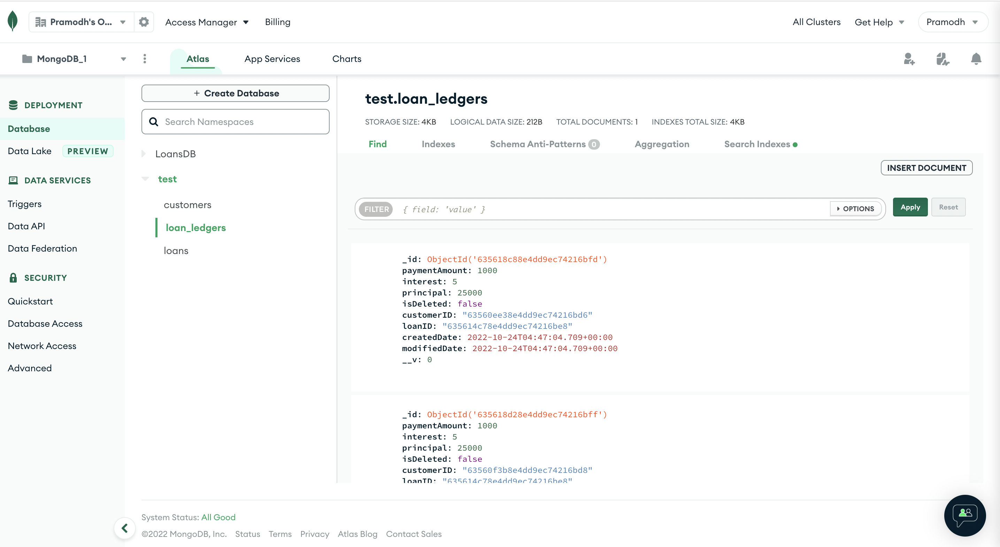 Pramodh's O...
Access Manager
Billing
All Clusters
Get Help
Pramodh
MongoDB_1
Atlas
App Services
Charts
DEPLOYMENT
Database
Data Lake PREVIEW
DATA SERVICES
Triggers
Data API
Data Federation
SECURITY
Quickstart
Database Access
Network Access
Advanced
+ Create Database
Search Namespaces
LoansDB
test
customers
loan_ledgers
loans
test.loan_ledgers
STORAGE SIZE: 4KB LOGICAL DATA SIZE: 212B TOTAL DOCUMENTS: 1 INDEXES TOTAL SIZE: 4KB
Find Indexes Schema Anti-Patterns 0 Aggregation Search Indexes
INSERT DOCUMENT
FILTER { field: 'value' } OPTIONS Apply Reset
_id: ObjectId('635618c88e4dd9ec74216bfd')
paymentAmount: 1000
interest: 5
principal: 25000
isDeleted: false
customerID: "63560ee38e4dd9ec74216bd6"
loanID: "635614c78e4dd9ec74216be8"
createdDate: 2022-10-24T04:47:04.709+00:00
modifiedDate: 2022-10-24T04:47:04.709+00:00
__v: 0
_id: ObjectId('635618d28e4dd9ec74216bff')
paymentAmount: 1000
interest: 5
principal: 25000
isDeleted: false
customerID: "63560f3b8e4dd9ec74216bd8"
loanID: "635614c78e4dd9ec74216be8"
System Status: All Good
©2022 MongoDB, Inc. Status Terms Privacy Atlas Blog Contact Sales